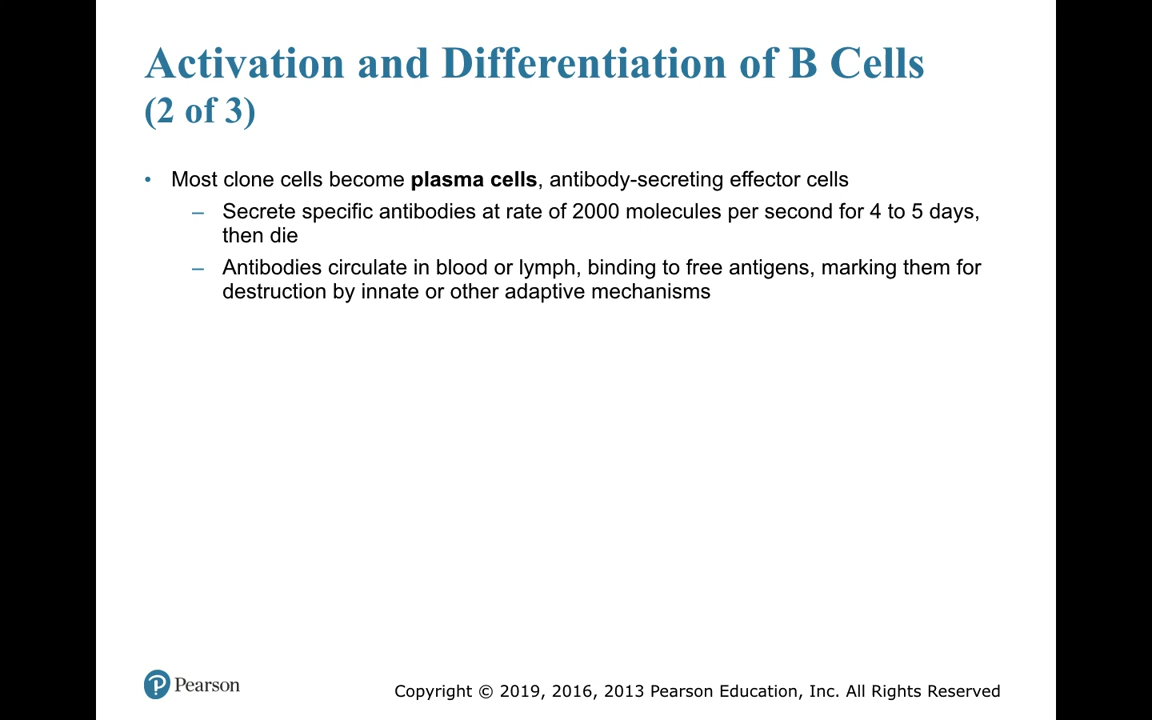 Activation and Differentiation of B Cells
(2 of 3)
• Most clone cells become plasma cells, antibody-secreting effector cells
– Secrete specific antibodies at rate of 2000 molecules per second for 4 to 5 days,
then die
– Antibodies circulate in blood or lymph, binding to free antigens, marking them for
destruction by innate or other adaptive mechanisms
Pearson
Copyright © 2019, 2016, 2013 Pearson Education, Inc. All Rights Reserved